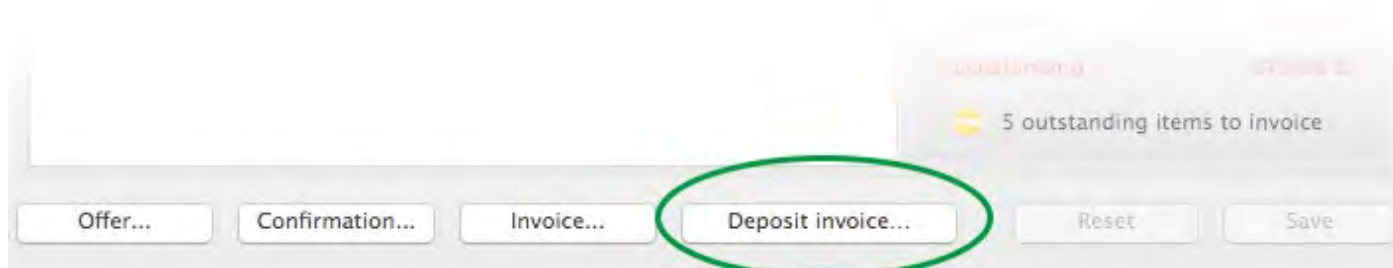 5 outstanding items to invoice
Offer... Confirmation... Invoice... Deposit invoice... Reset Save